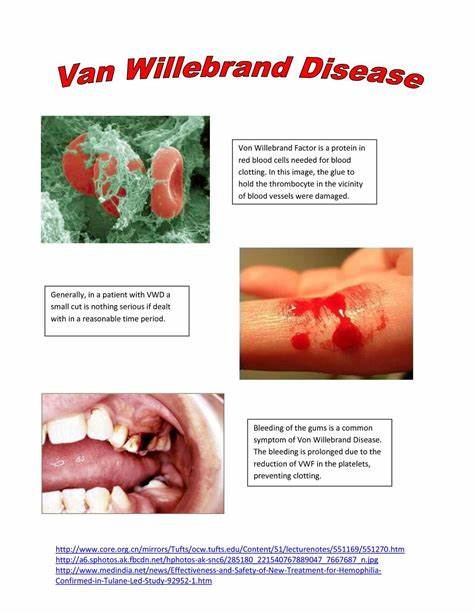 Van Willebrand Disease
Von Willebrand Factor is a protein in
red blood cells needed for blood
clotting. In this image, the glue to
hold the thrombocyte in the vicinity
of blood vessels were damaged.
Generally, in a patient with VWD a
small cut is nothing serious if dealt
with in a reasonable time period.
Bleeding of the gums is a common
symptom of Von Willebrand Disease.
The bleeding is prolonged due to the
reduction of VWF in the platelets,
preventing clotting.
http://www.core.org.cn/mirrors/Tufts/ocw.tufts.edu/Content/51/lecturenotes/551169/551270.htm
http://a6.sphotos.ak.fbcdn.net/hphotos-ak-snc6/285180_221540767889047_7667687_n.jpg
http://www.medindia.net/news/Effectiveness-and-Safety-of-New-Treatment-for-Hemophilia-
Confirmed-in-Tulane-Led-Study-92952-1.htm